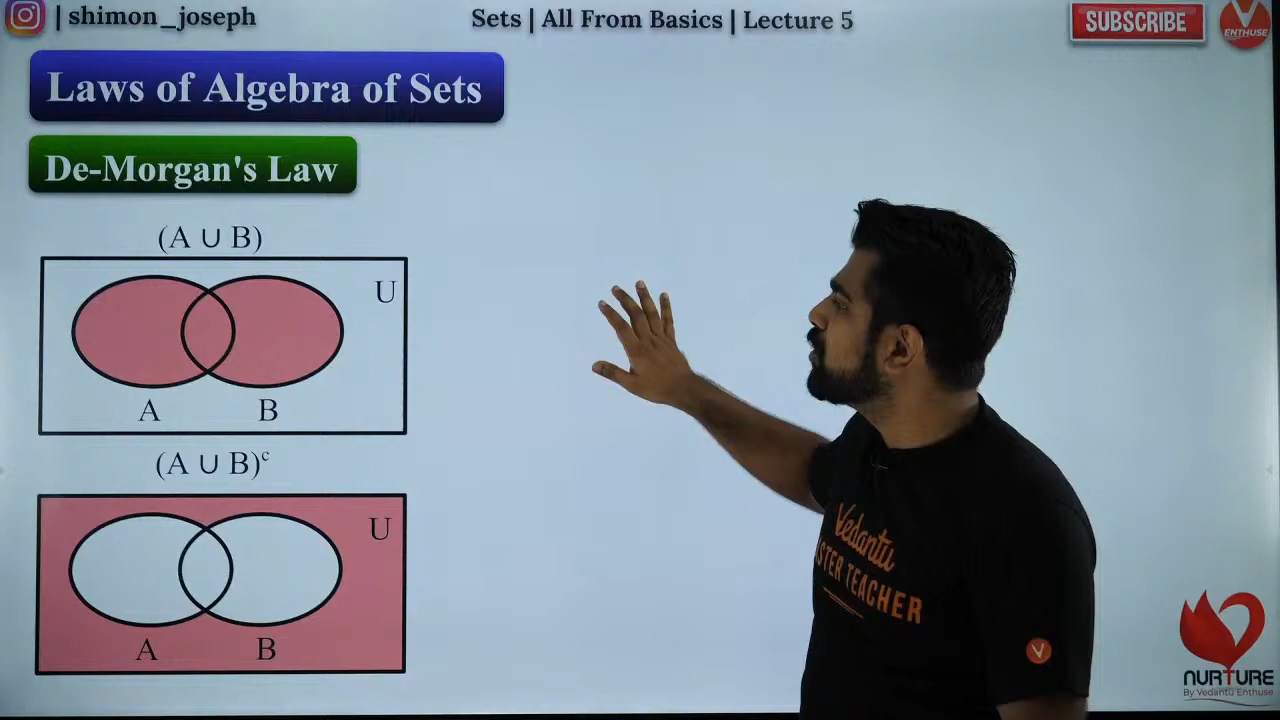 | shimon_joseph
Sets | All From Basics | Lecture 5
SUBSCRIBE
ENTHUSE
Laws of Algebra of Sets
De-Morgan's Law
(A ∪ B)
U
A B
(A ∪ B)ᶜ
U
A B
Vedantu
STER TEACHER
NURTURE
By Vedantu Enthuse